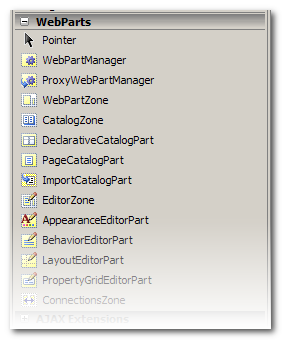 WebParts
Pointer
WebPartManager
ProxyWebPartManager
WebPartZone
CatalogZone
DeclarativeCatalogPart
PageCatalogPart
ImportCatalogPart
EditorZone
AppearanceEditorPart
BehaviorEditorPart
LayoutEditorPart
PropertyGridEditorPart
ConnectionsZone
AJAX Extensions